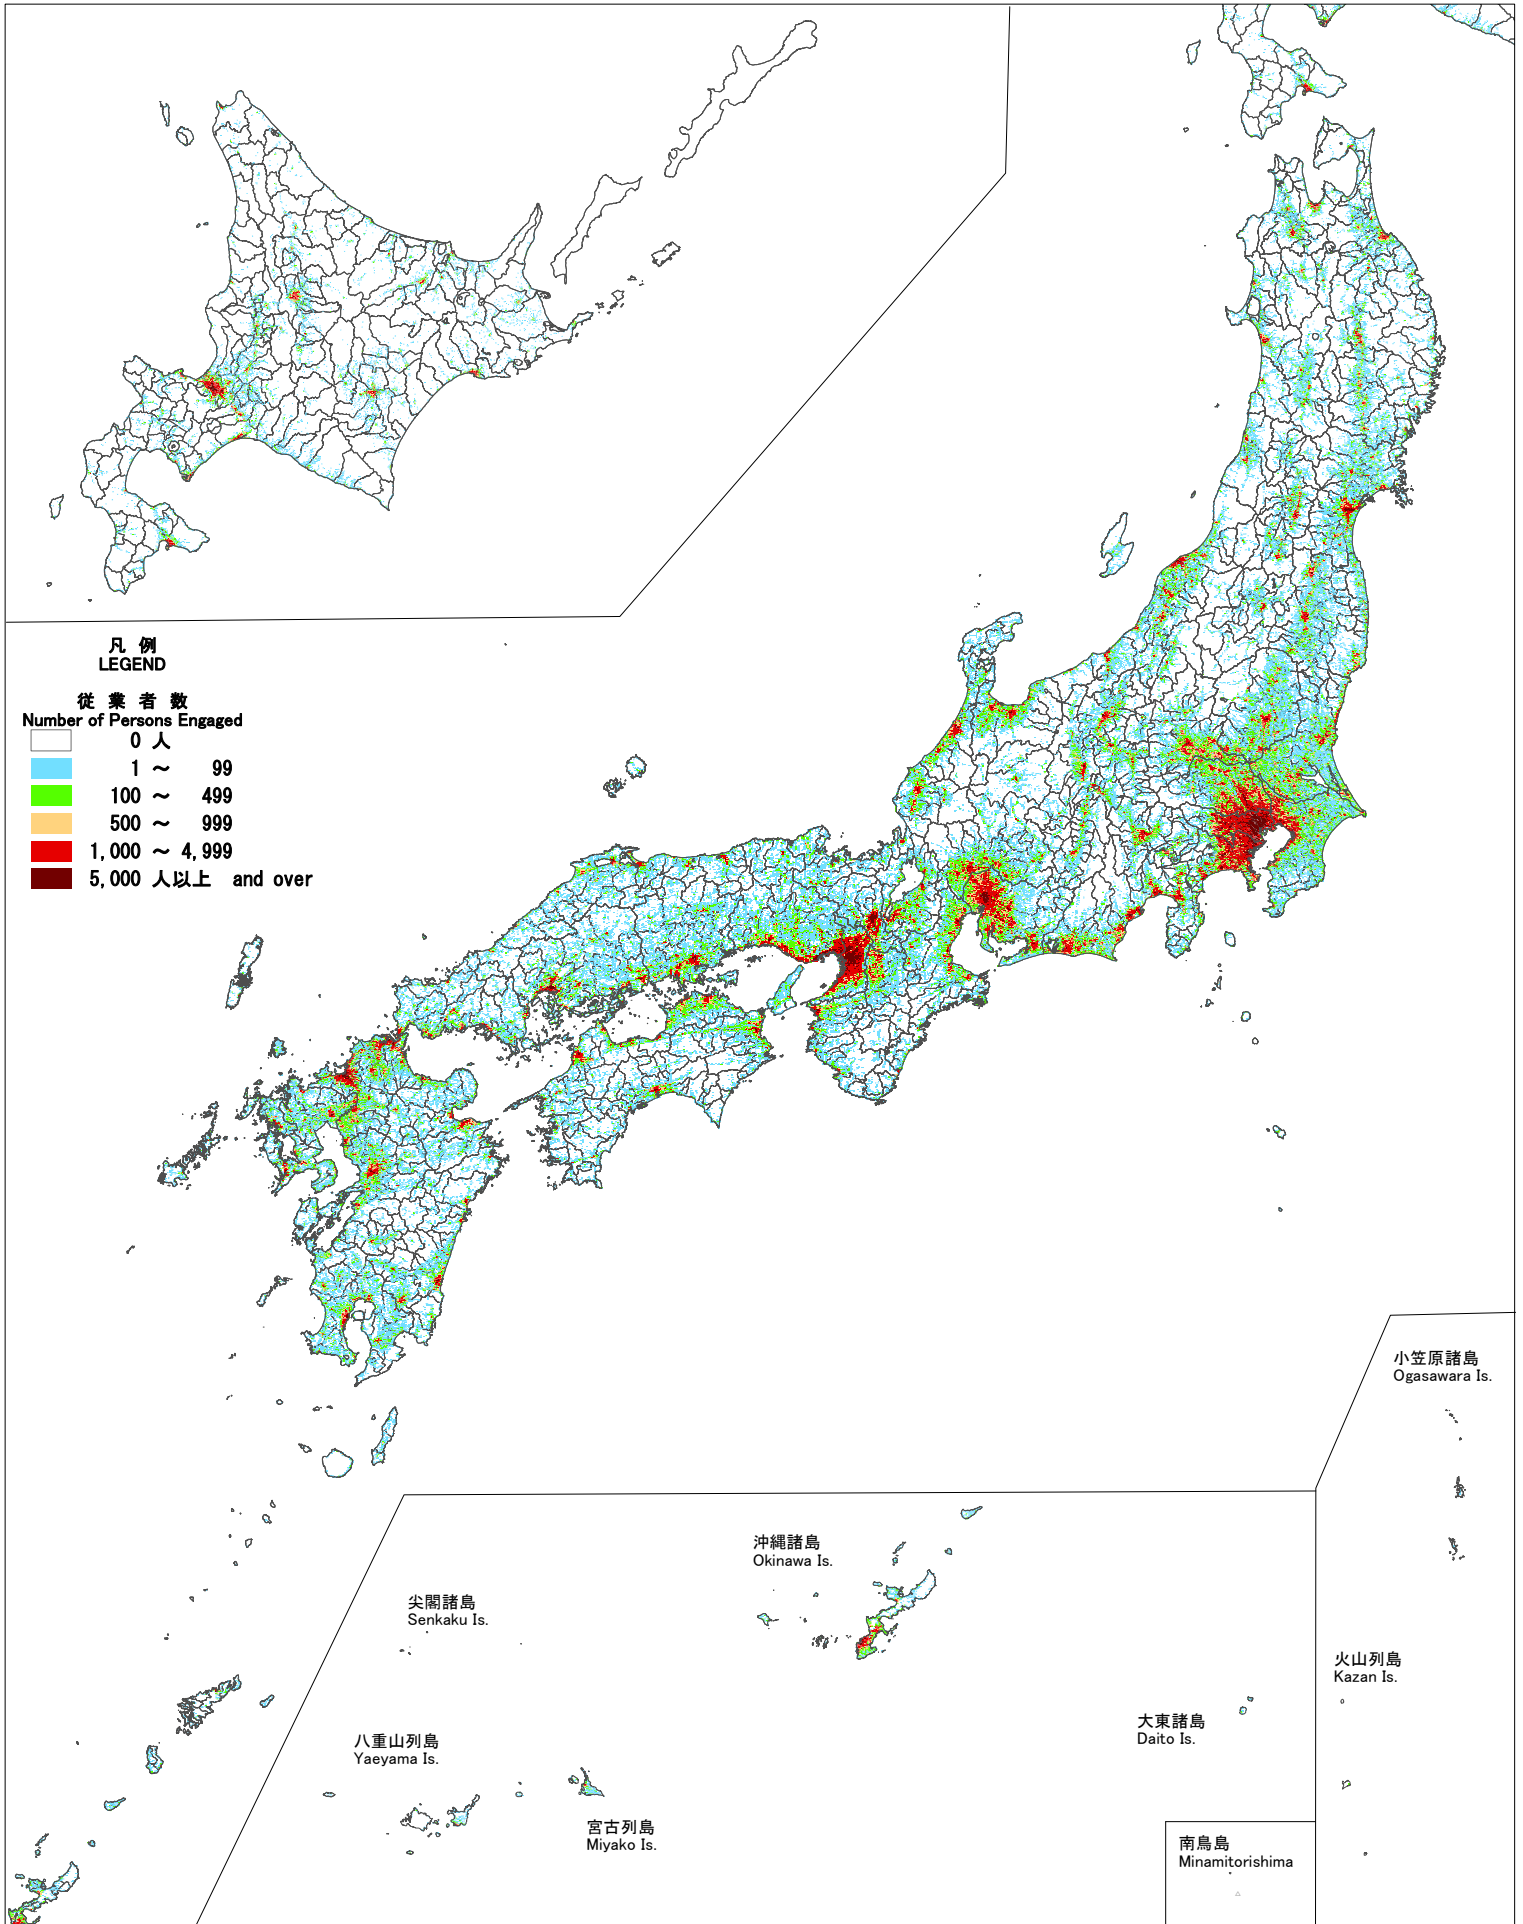 凡 例
LEGEND
従 業 者 数
Number of Persons Engaged
0 人
1 ～ 99
100 ～ 499
500 ～ 999
1,000 ～ 4,999
5,000 人以上 and over
小笠原諸島
Ogasawara Is.
沖縄諸島
Okinawa Is.
尖閣諸島
Senkaku Is.
火山列島
Kazan Is.
大東諸島
Daito Is.
八重山列島
Yaeyama Is.
宮古列島
Miyako Is.
南鳥島
Minamitorishima